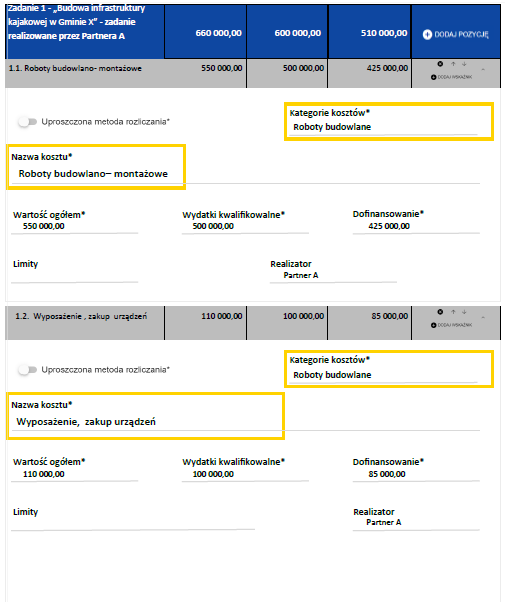 Zadanie 1 - „Budowa infrastruktury
kajakowej w Gminie X” - zadanie
realizowane przez Partnera A
660 000,00 600 000,00 510 000,00 DODAJ POZYCJĘ
1.1. Roboty budowlano- montażowe 550 000,00 500 000,00 425 000,00
DODAJ WSKAŹNIK
Uproszczona metoda rozliczania*
Kategorie kosztów*
Roboty budowlane
Nazwa kosztu*
Roboty budowlano– montażowe
Wartość ogółem* Wydatki kwalifikowalne* Dofinansowanie*
550 000,00 500 000,00 425 000,00
Limity Realizator
Partner A
1.2. Wyposażenie , zakup urządzeń 110 000,00 100 000,00 85 000,00
DODAJ WSKAŹNIK
Uproszczona metoda rozliczania*
Kategorie kosztów*
Roboty budowlane
Nazwa kosztu*
Wyposażenie, zakup urządzeń
Wartość ogółem* Wydatki kwalifikowalne* Dofinansowanie*
110 000,00 100 000,00 85 000,00
Limity Realizator
Partner A